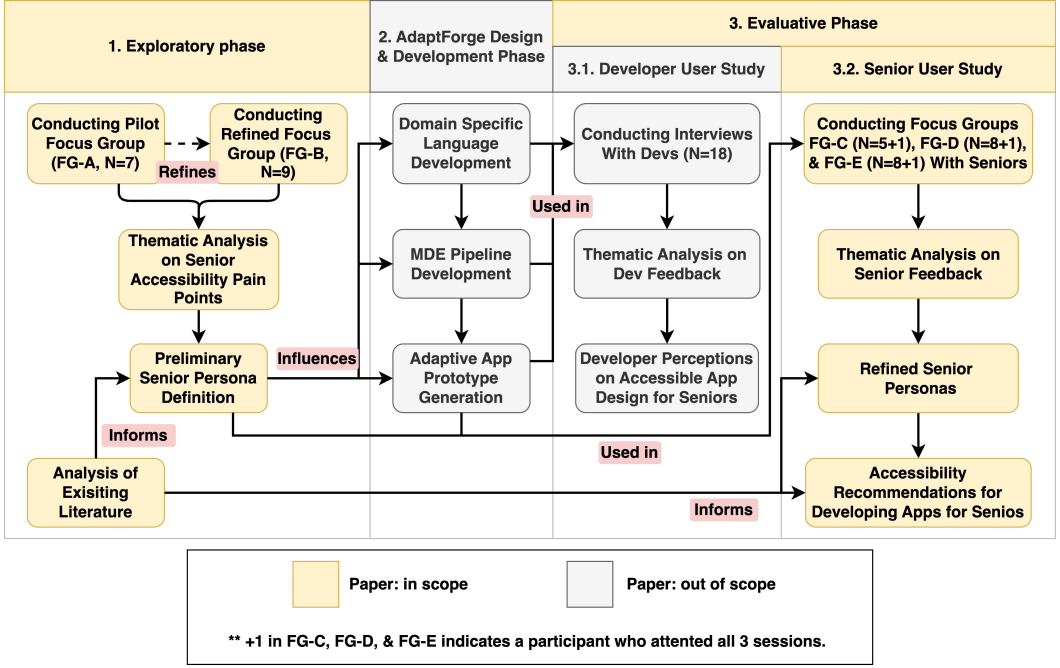 1. Exploratory phase
2. AdaptForge Design
& Development Phase
3. Evaluative Phase
3.1. Developer User Study
3.2. Senior User Study
Conducting Pilot
Focus Group
(FG-A, N=7)
Refines
Conducting
Refined Focus
Group (FG-B,
N=9)
Thematic Analysis
on Senior
Accessibility Pain
Points
Preliminary
Senior Persona
Definition
Informs
Analysis of
Exisiting
Literature
Influences
Domain Specific
Language
Development
MDE Pipeline
Development
Adaptive App
Prototype
Generation
Used in
Conducting Interviews
With Devs (N=18)
Thematic Analysis on
Dev Feedback
Developer Perceptions
on Accessible App
Design for Seniors
Used in
Informs
Conducting Focus Groups
FG-C (N=5+1), FG-D (N=8+1),
& FG-E (N=8+1) With Seniors
Thematic Analysis on
Senior Feedback
Refined Senior
Personas
Accessibility
Recommendations for
Developing Apps for Senios
Paper: in scope
Paper: out of scope
** +1 in FG-C, FG-D, & FG-E indicates a participant who attented all 3 sessions.